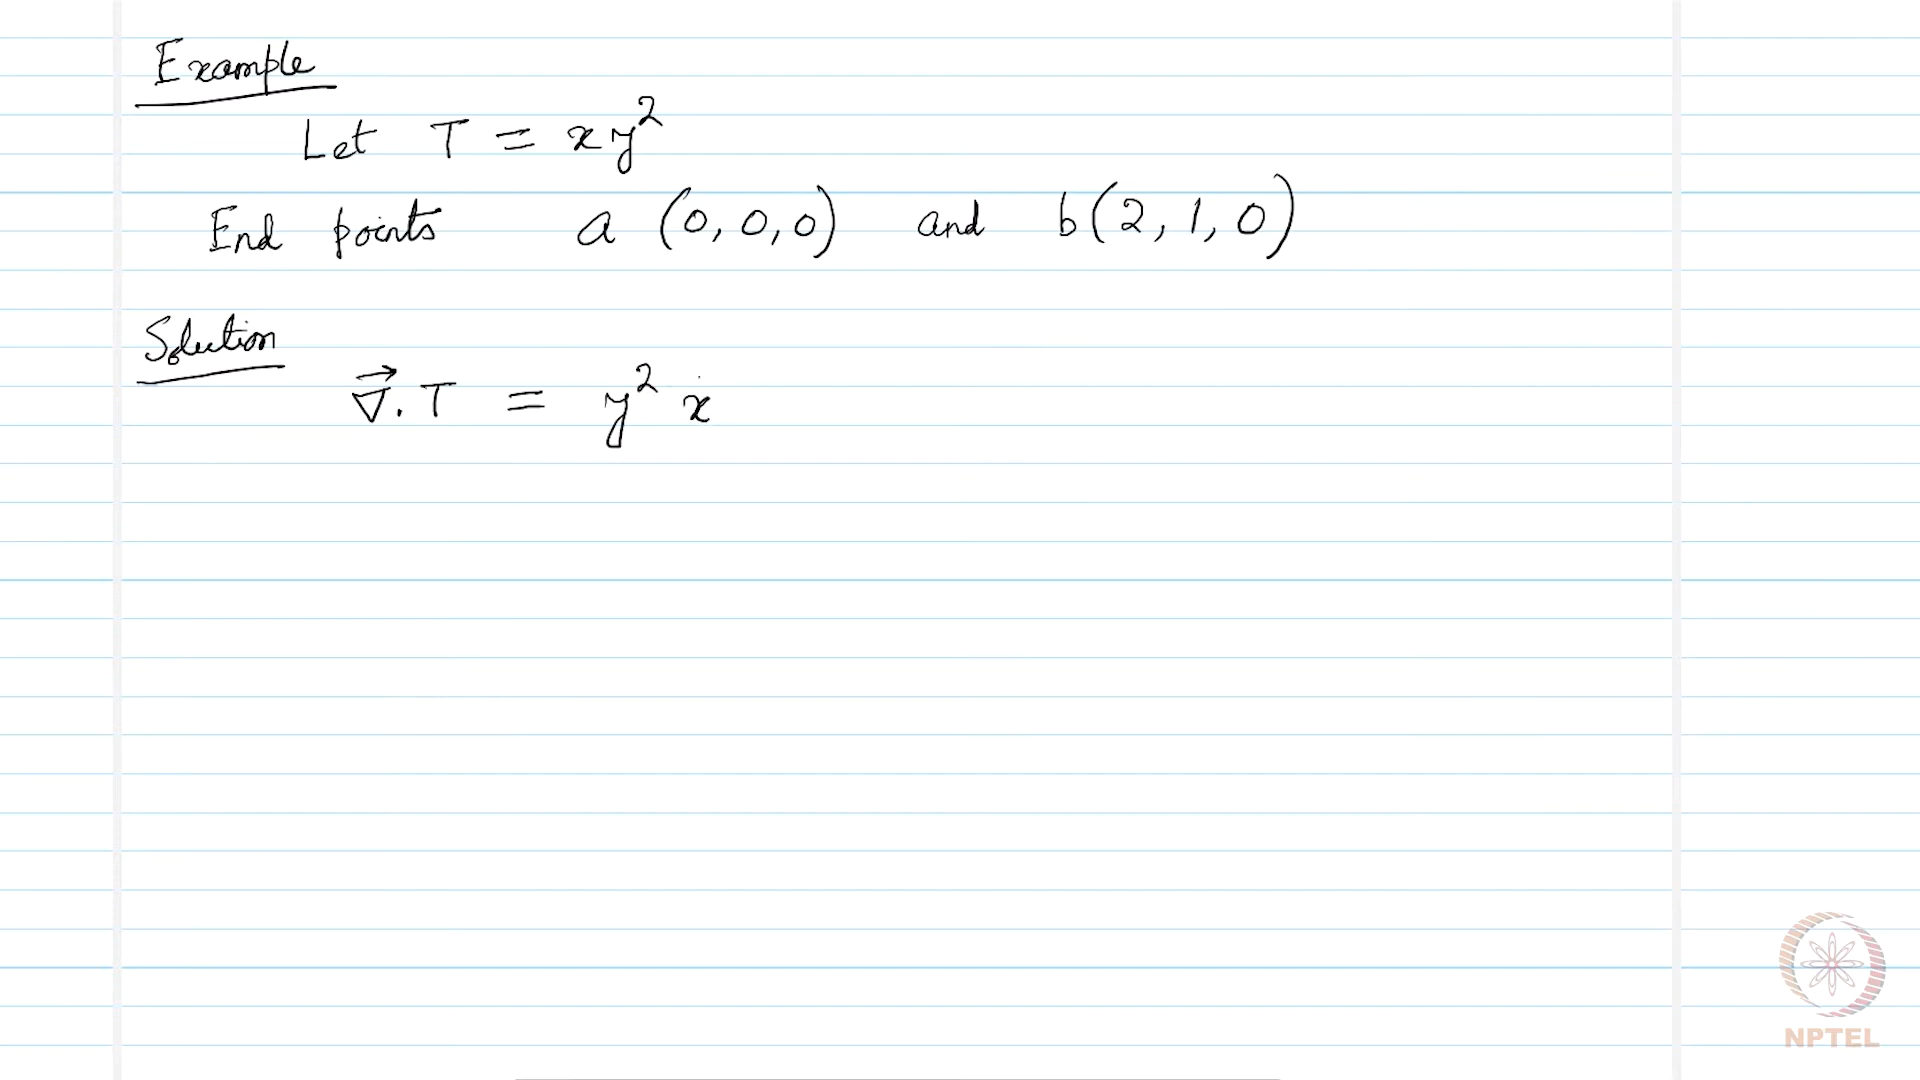 Example
Let T = xy²
End points a (0, 0, 0) and b(2, 1, 0)
Solution
∇⃗. T = y² x
NPTEL